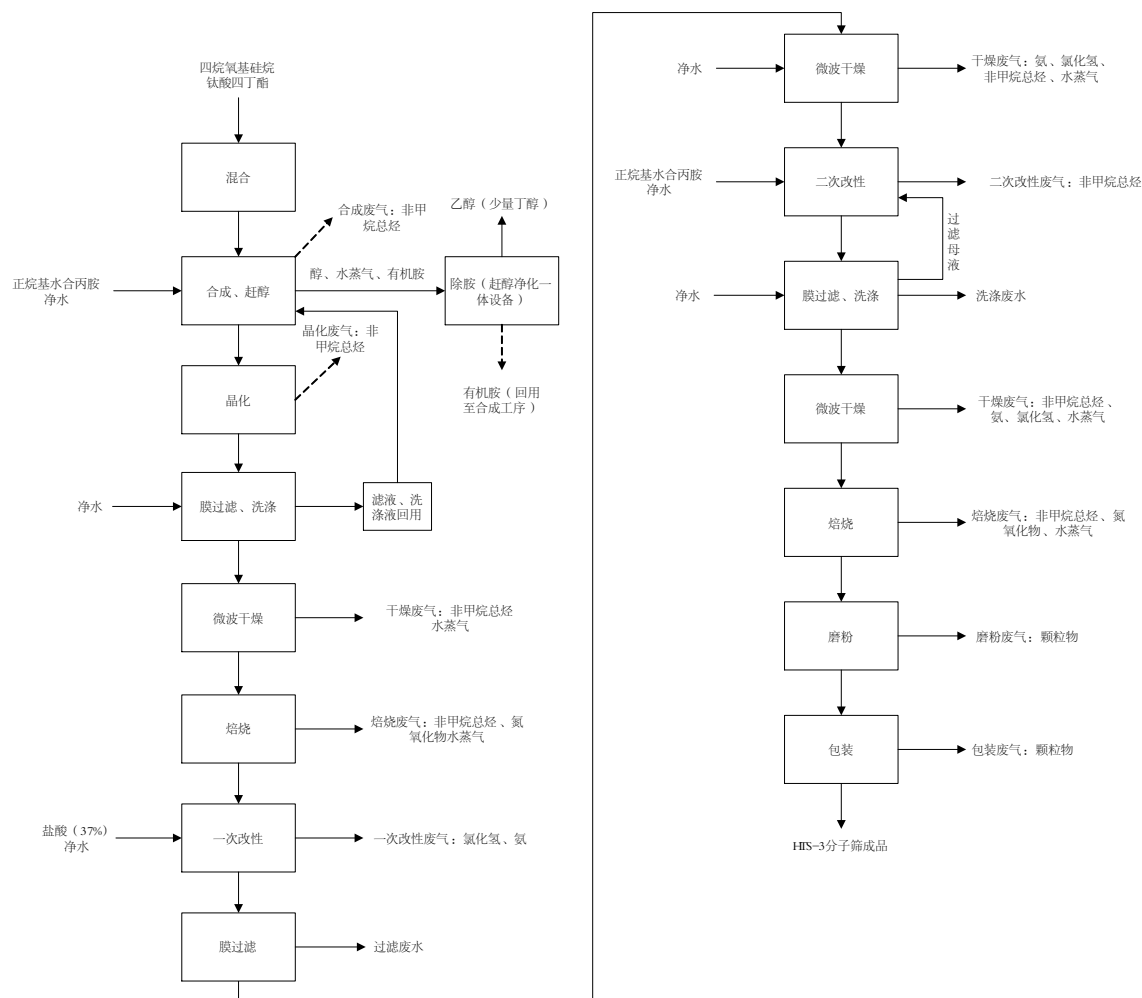 四烷氧基硅烷
钛酸四丁酯
混合
合成废气：非甲
烷总烃
乙醇（少量丁醇）
正烷基水合丙胺
净水
合成、赶醇
醇、水蒸气、有机胺
除胺（赶醇净化一
体设备）
晶化废气：非
甲烷总烃
有机胺（回用
至合成工序）
晶化
净水
膜过滤、洗涤
滤液、洗
涤液回用
微波干燥
干燥废气：非甲烷总烃
水蒸气
焙烧
焙烧废气：非甲烷总烃、氮
氧化物水蒸气
盐酸（37%）
净水
一次改性
一次改性废气：氯化氢、氨
膜过滤
过滤废水
净水
微波干燥
干燥废气：氨、氯化氢、
非甲烷总烃、水蒸气
正烷基水合丙胺
净水
二次改性
二次改性废气：非甲烷总烃
过
滤
母
液
净水
膜过滤、洗涤
洗涤废水
微波干燥
干燥废气：非甲烷总烃、
氨、氯化氢、水蒸气
焙烧
焙烧废气：非甲烷总烃、氮
氧化物、水蒸气
磨粉
磨粉废气：颗粒物
包装
包装废气：颗粒物
HTS-3分子筛成品